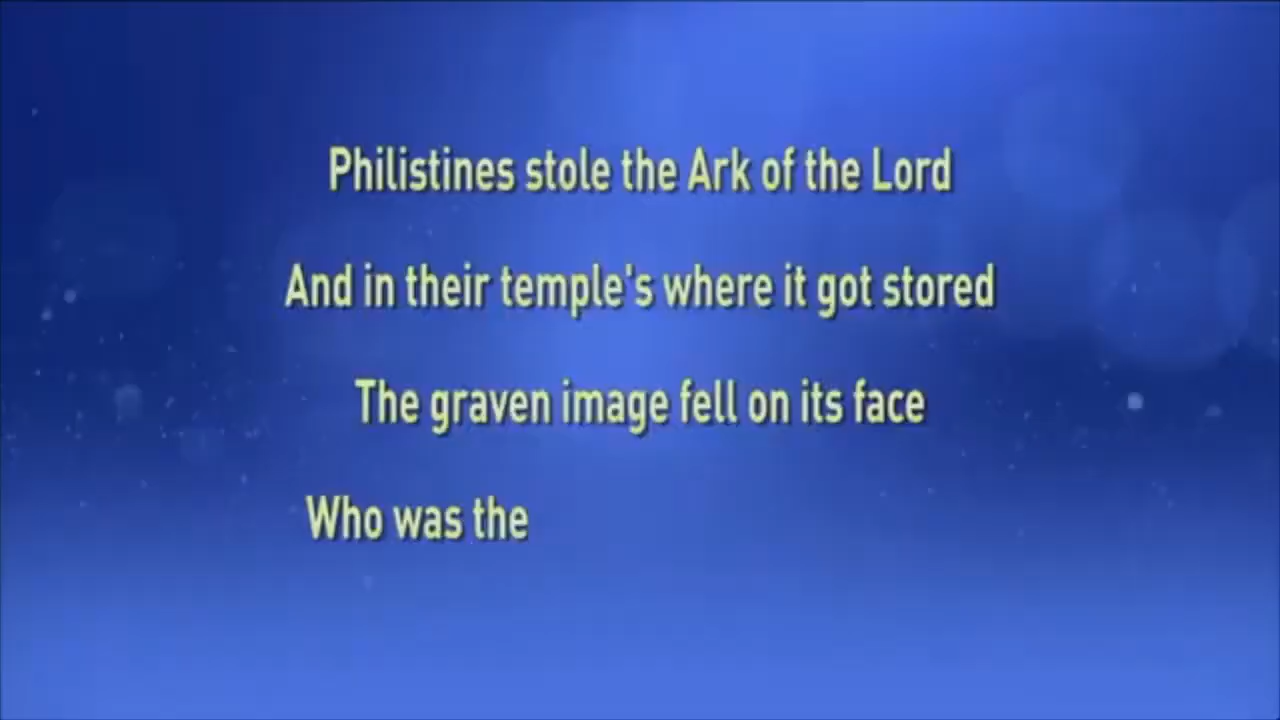 Philistines stole the Ark of the Lord
And in their temple's where it got stored
The graven image fell on its face
Who was the